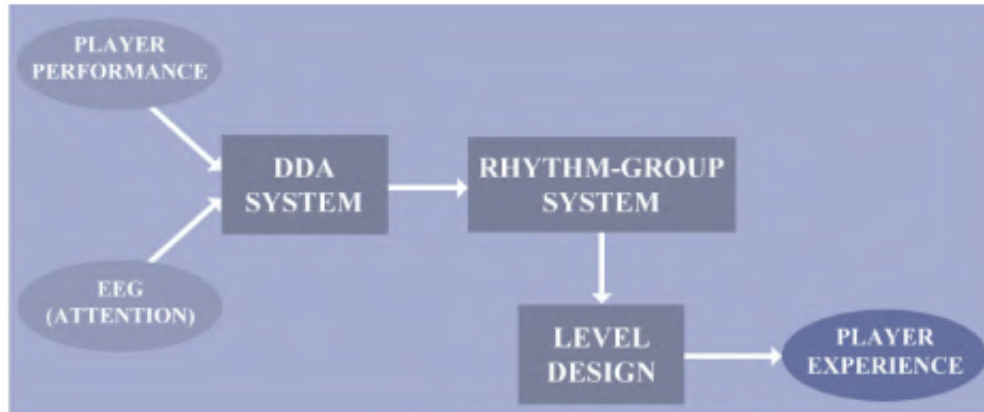 PLAYER
PERFORMANCE
DDA
SYSTEM
RHYTHM-GROUP
SYSTEM
EEG
(ATTENTION)
LEVEL
DESIGN
PLAYER
EXPERIENCE